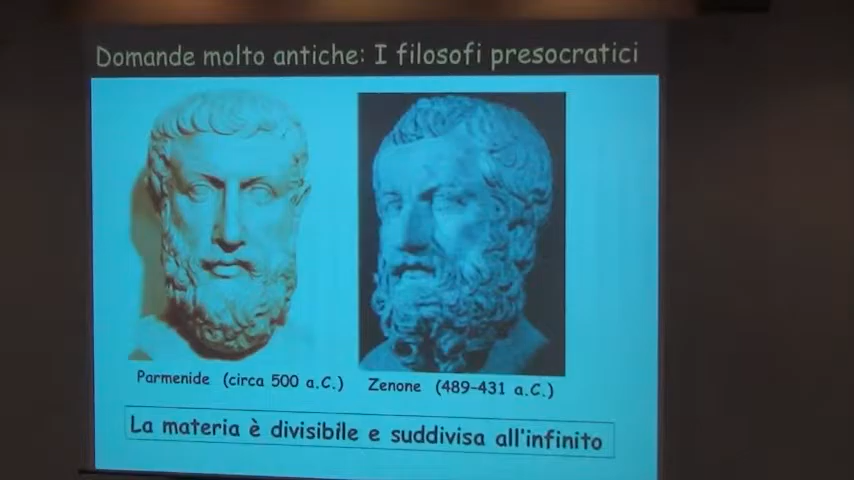 Domande molto antiche: I filosofi presocratici
Parmenide (circa 500 a.C.)
Zenone (489-431 a.C.)
La materia è divisibile e suddivisa all'infinito